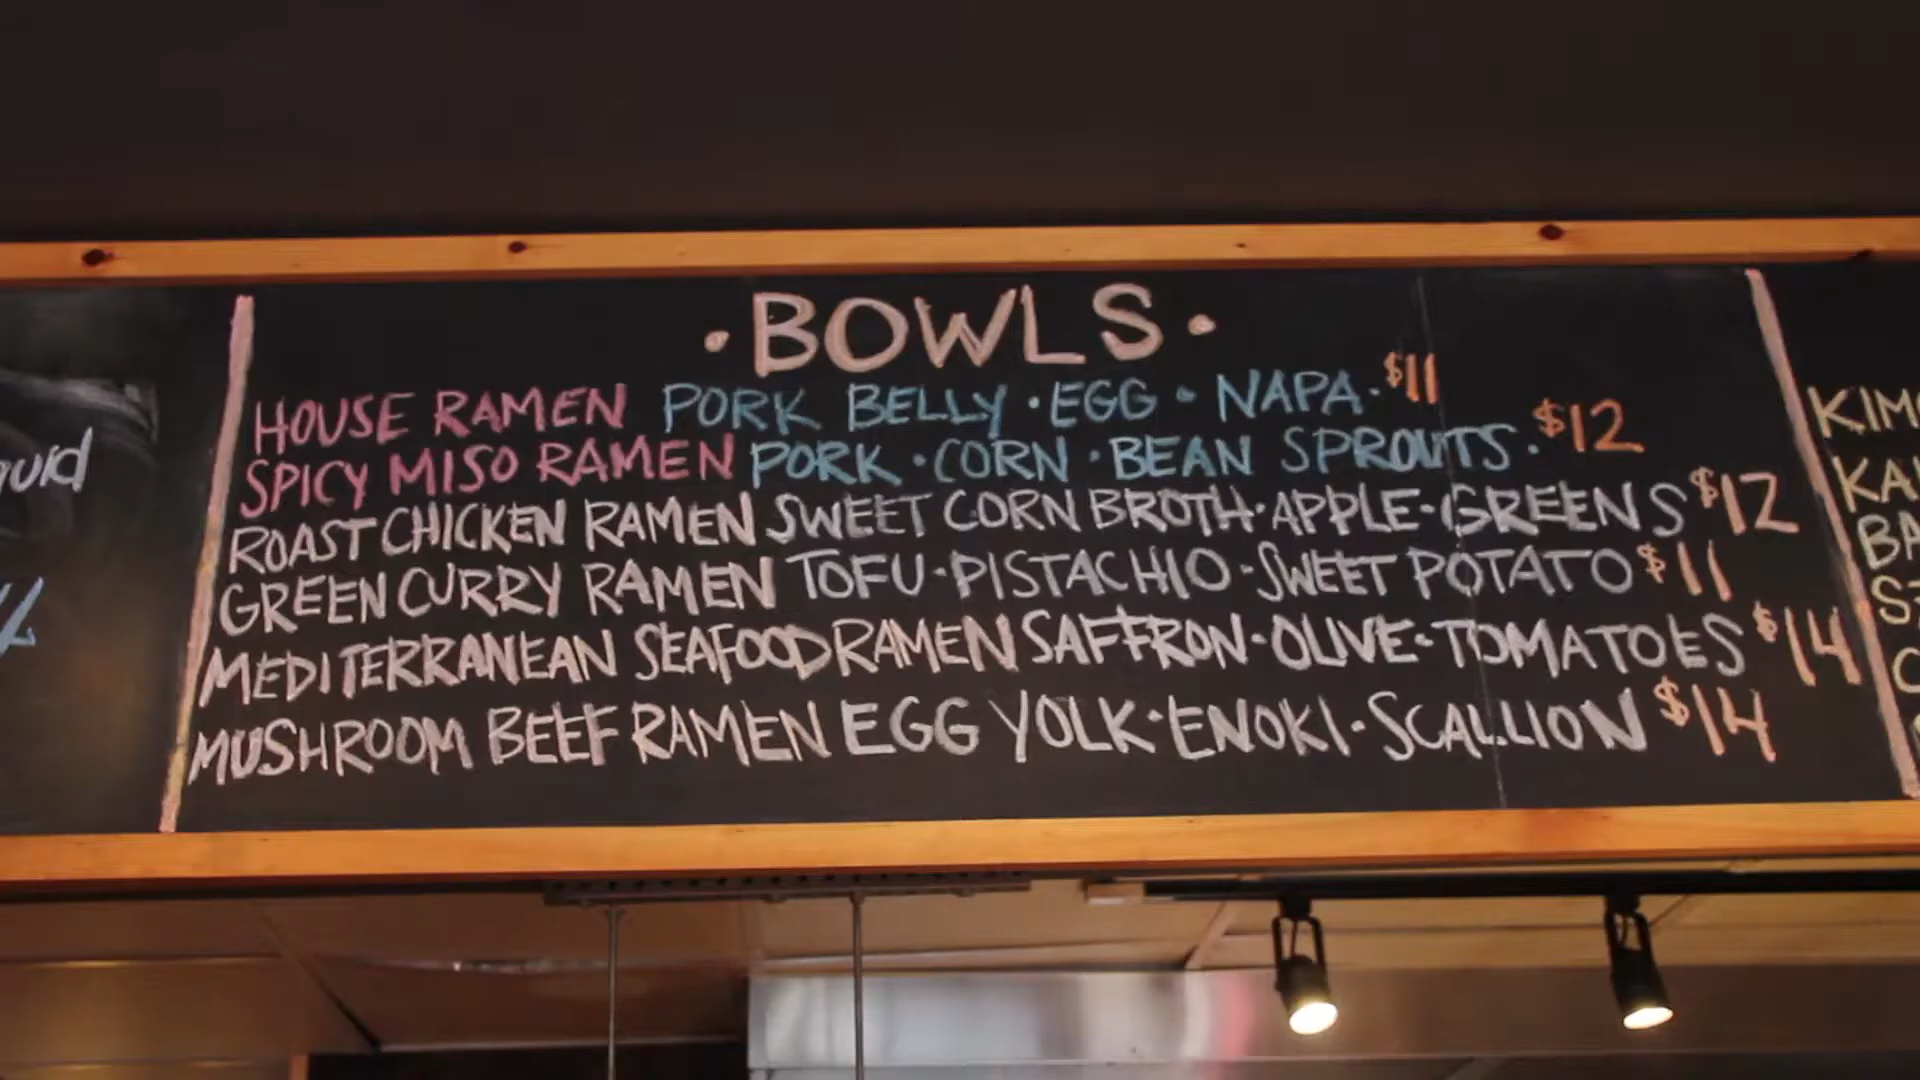 · BOWLS ·
HOUSE RAMEN PORK BELLY · EGG · NAPA · $11
SPICY MISO RAMEN PORK · CORN · BEAN SPROUTS · $12
ROAST CHICKEN RAMEN SWEET CORN BROTH · APPLE · GREENS $12
GREEN CURRY RAMEN TOFU · PISTACHIO · SWEET POTATO $11
MEDITERRANEAN SEAFOOD RAMEN SAFFRON · OLIVE · TOMATOES $14
MUSHROOM BEEF RAMEN EGG YOLK · ENOKI · SCALLION $14